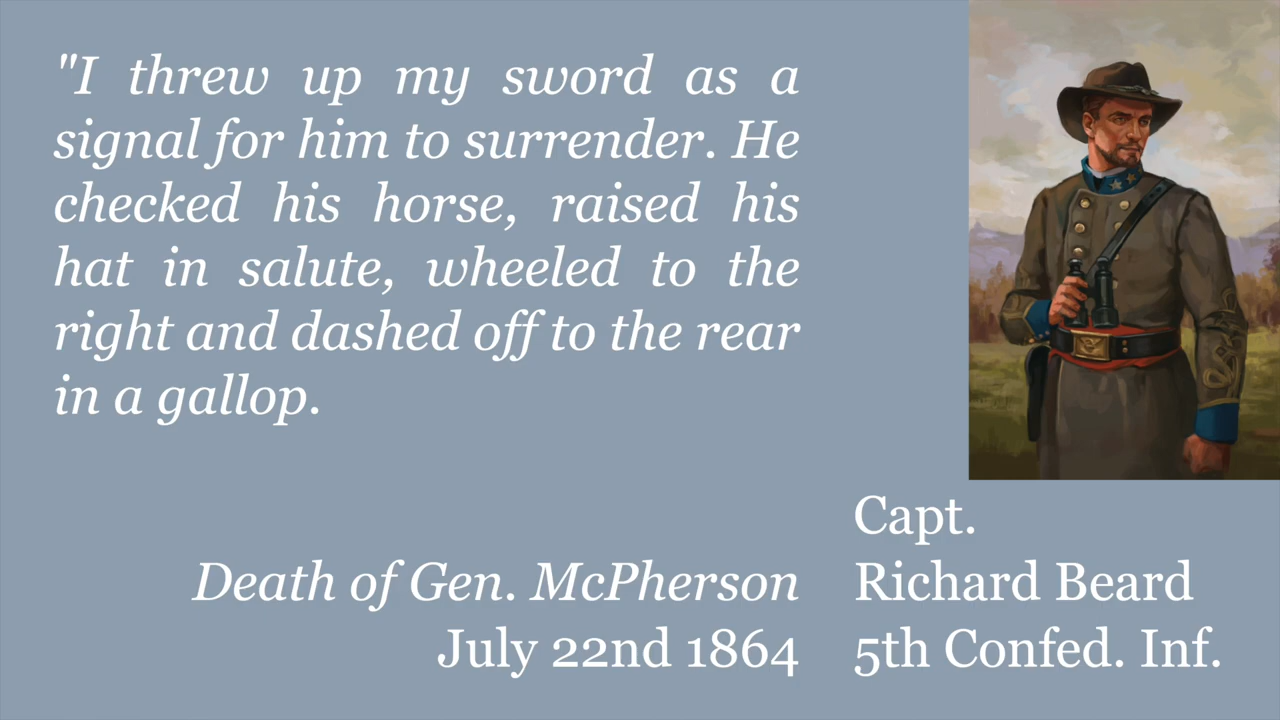 "I threw up my sword as a
signal for him to surrender. He
checked his horse, raised his
hat in salute, wheeled to the
right and dashed off to the rear
in a gallop.
Death of Gen. McPherson
July 22nd 1864
Capt.
Richard Beard
5th Confed. Inf.